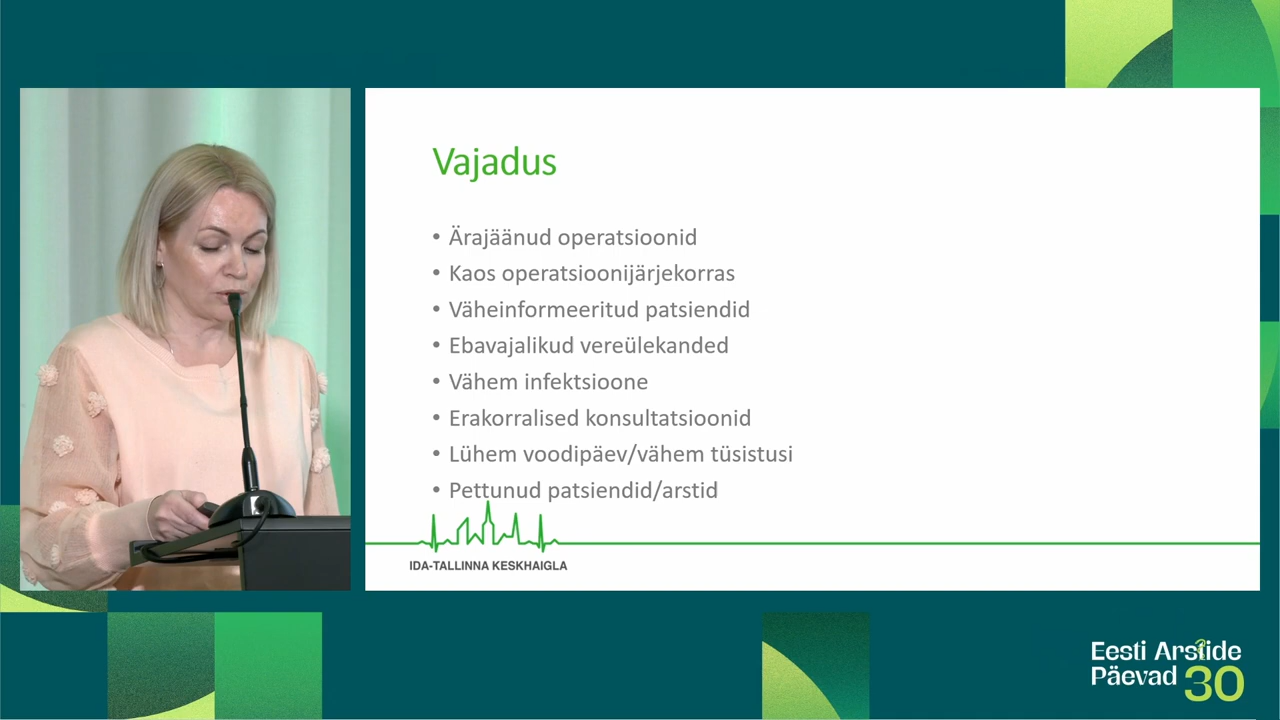 Vajadus
• Ärajäänud operatsioonid
• Kaos operatsioonijärjekorras
• Väheinformeeritud patsiendid
• Ebavajalikud vereülekanded
• Vähem infektsioone
• Erakorralised konsultatsioonid
• Lühem voodipäev/vähem tüsistusi
• Pettunud patsiendid/arstid
IDA-TALLINNA KESKHAIGLA
Eesti Arstide
Päevad 30